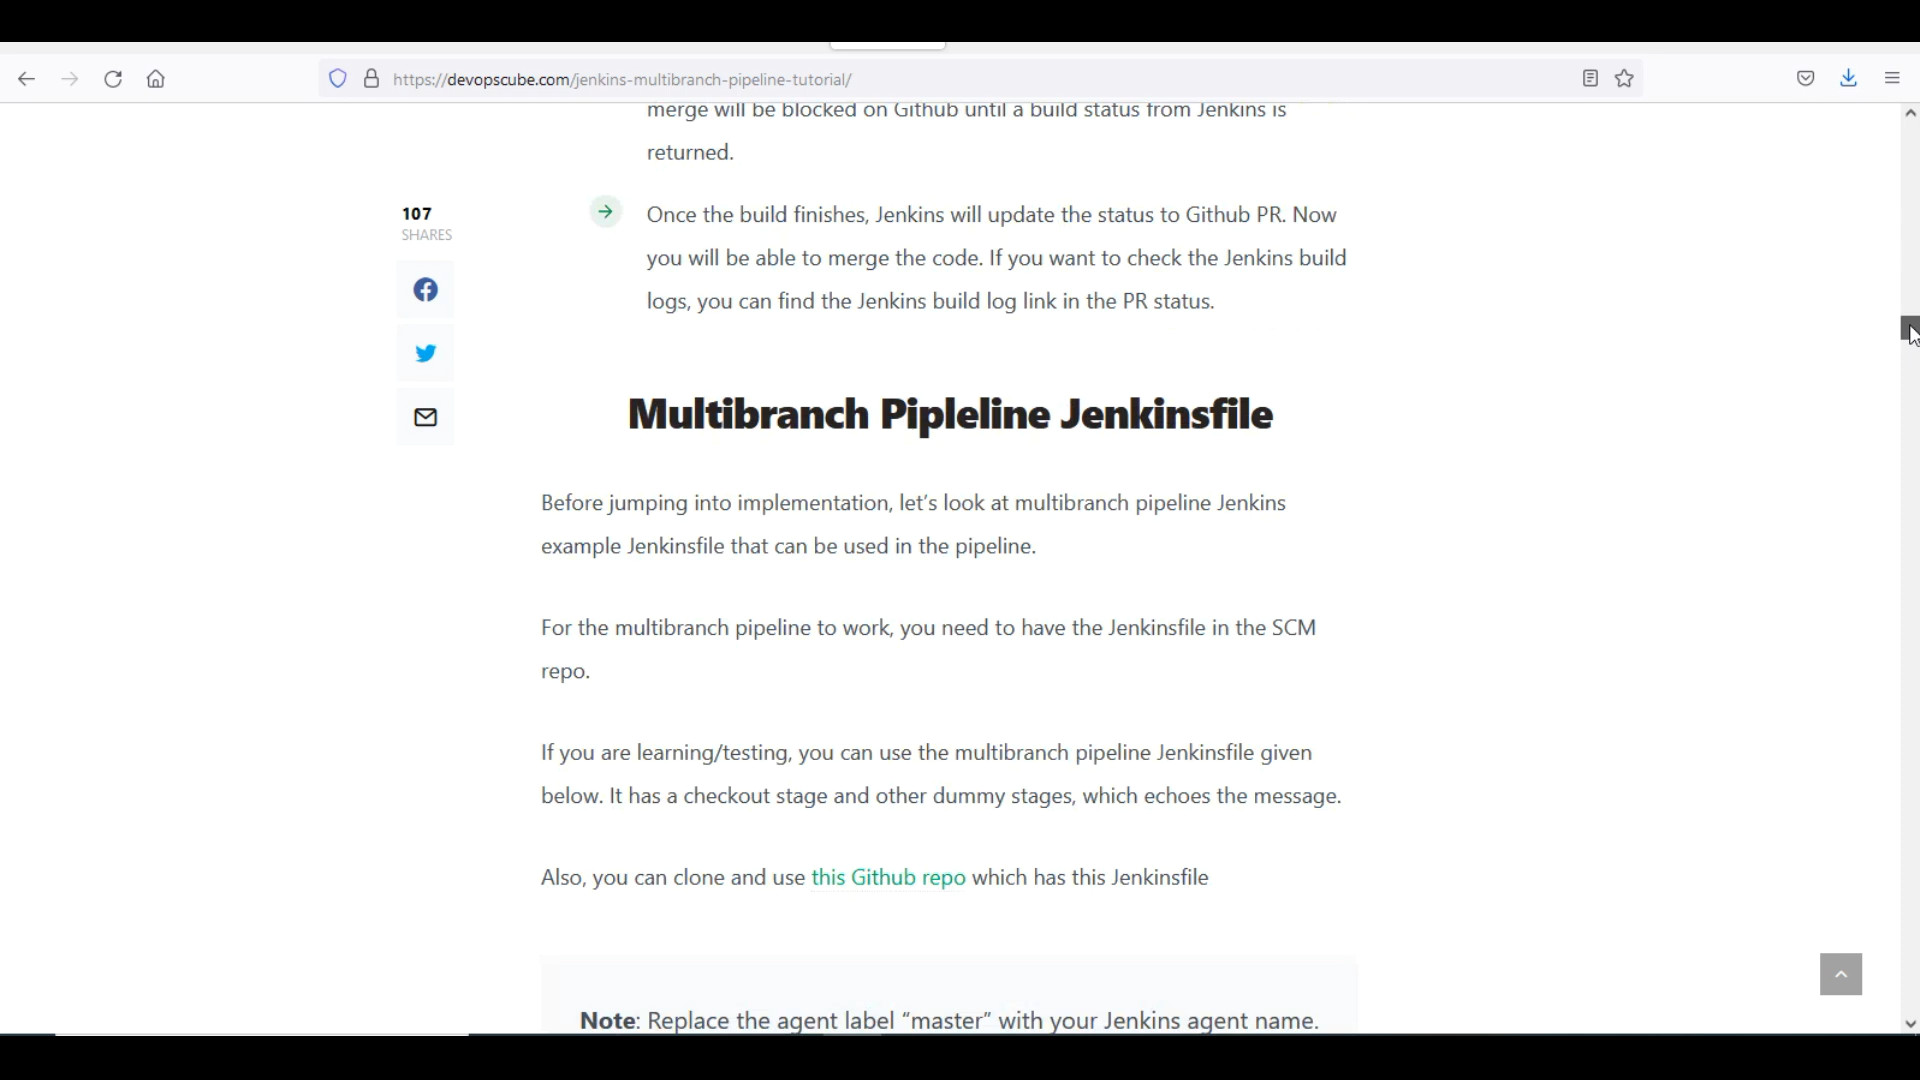 https://devopscube.com/jenkins-multibranch-pipeline-tutorial/
merge will be blocked on Github until a build status from Jenkins is
returned.
107
SHARES
Once the build finishes, Jenkins will update the status to Github PR. Now
you will be able to merge the code. If you want to check the Jenkins build
logs, you can find the Jenkins build log link in the PR status.
Multibranch Pipleline Jenkinsfile
Before jumping into implementation, let's look at multibranch pipeline Jenkins
example Jenkinsfile that can be used in the pipeline.
For the multibranch pipeline to work, you need to have the Jenkinsfile in the SCM
repo.
If you are learning/testing, you can use the multibranch pipeline Jenkinsfile given
below. It has a checkout stage and other dummy stages, which echoes the message.
Also, you can clone and use this Github repo which has this Jenkinsfile
Note: Replace the agent label “master” with your Jenkins agent name.